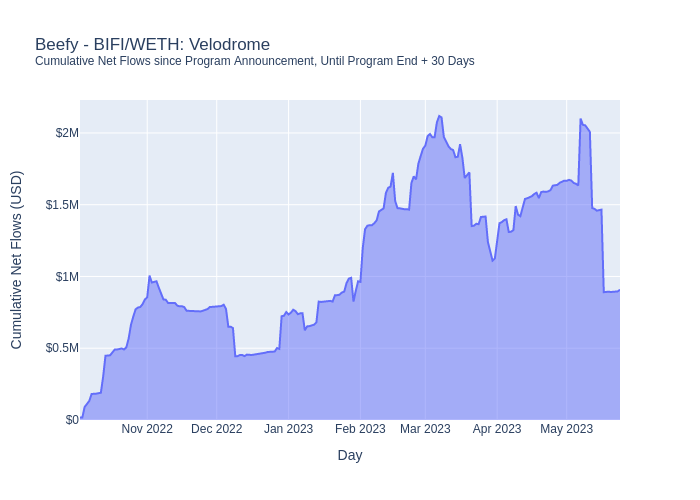 Beefy - BIFI/WETH: Velodrome
Cumulative Net Flows since Program Announcement, Until Program End + 30 Days
Cumulative Net Flows (USD)
$2M
$1.5M
$1M
$0.5M
$0
Nov 2022 Dec 2022 Jan 2023 Feb 2023 Mar 2023 Apr 2023 May 2023
Day